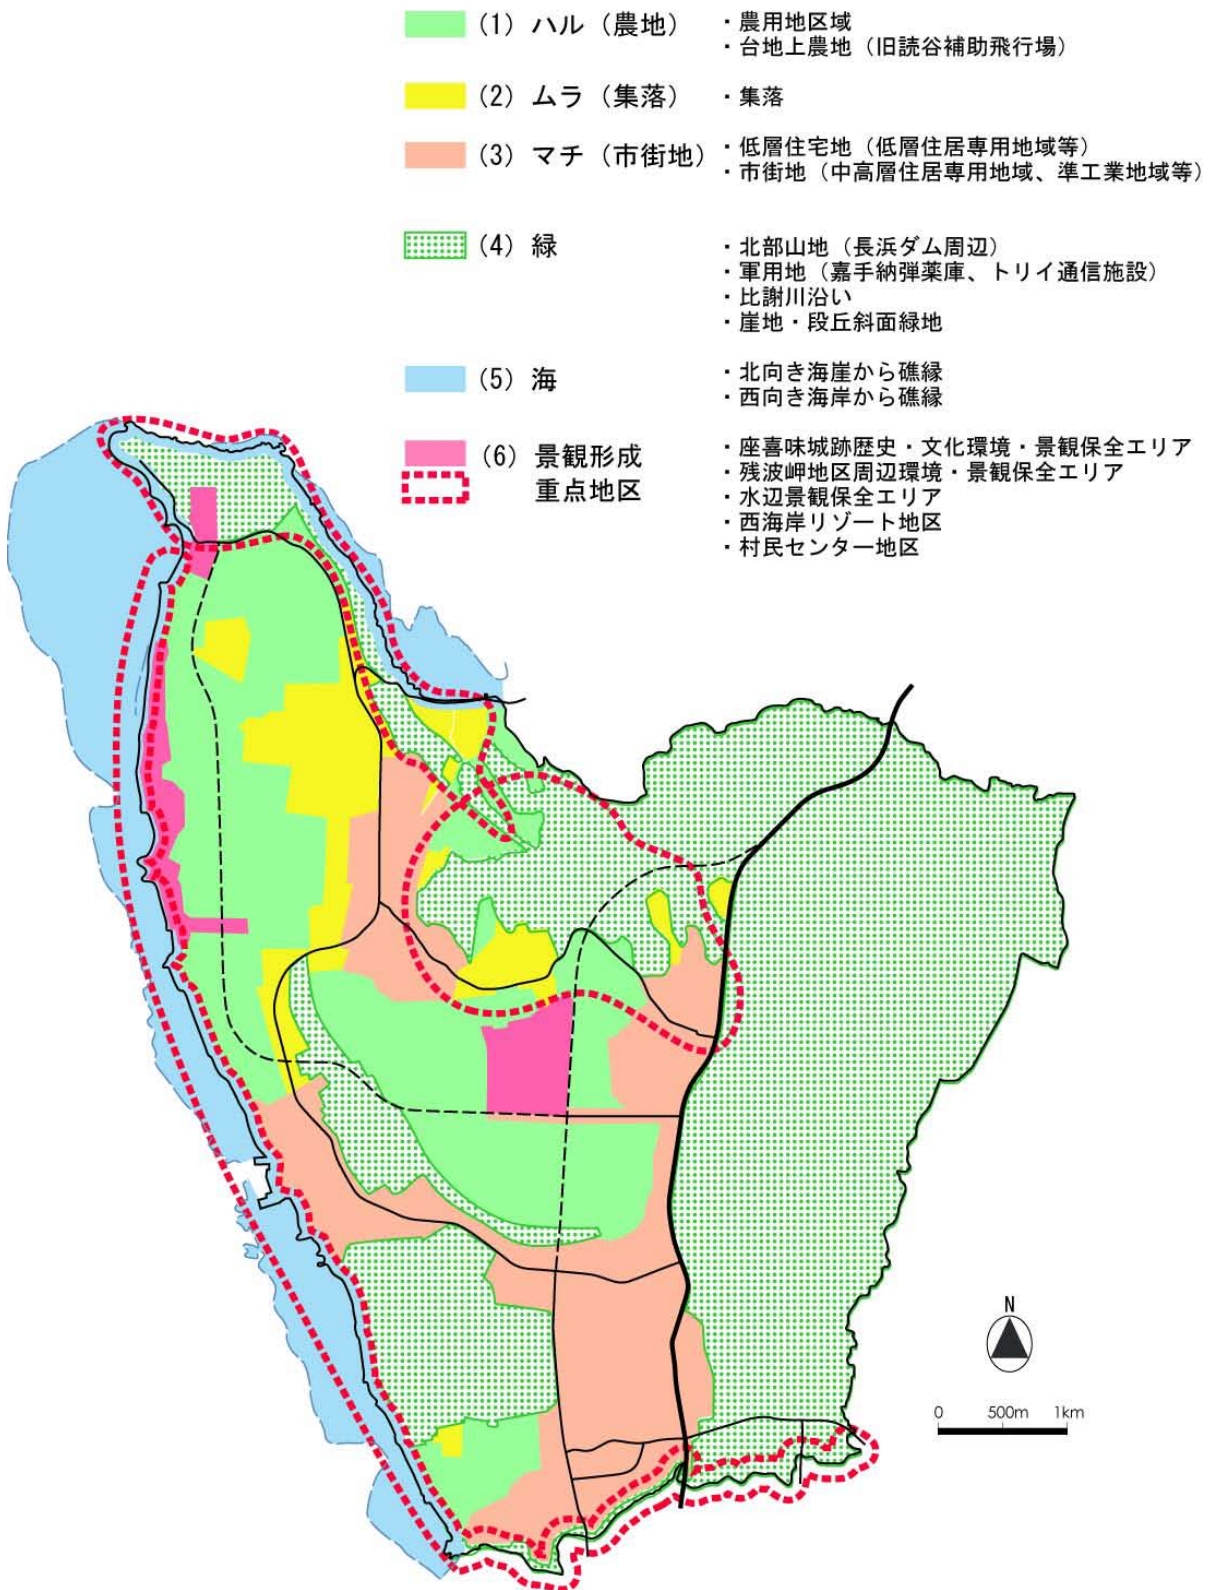 (1) ハル（農地） ・農用地区域
・台地上農地（旧読谷補助飛行場）
(2) ムラ（集落） ・集落
(3) マチ（市街地） ・低層住宅地（低層住居専用地域等）
・市街地（中高層住居専用地域、準工業地域等）
(4) 緑 ・北部山地（長浜ダム周辺）
・軍用地（嘉手納弾薬庫、トリイ通信施設）
・比謝川沿い
・崖地・段丘斜面緑地
(5) 海 ・北向き海崖から礁縁
・西向き海岸から礁縁
(6) 景観形成 ・座喜味城跡歴史・文化環境・景観保全エリア
重点地区 ・残波岬地区周辺環境・景観保全エリア
・水辺景観保全エリア
・西海岸リゾート地区
・村民センター地区
N
0 500m 1km